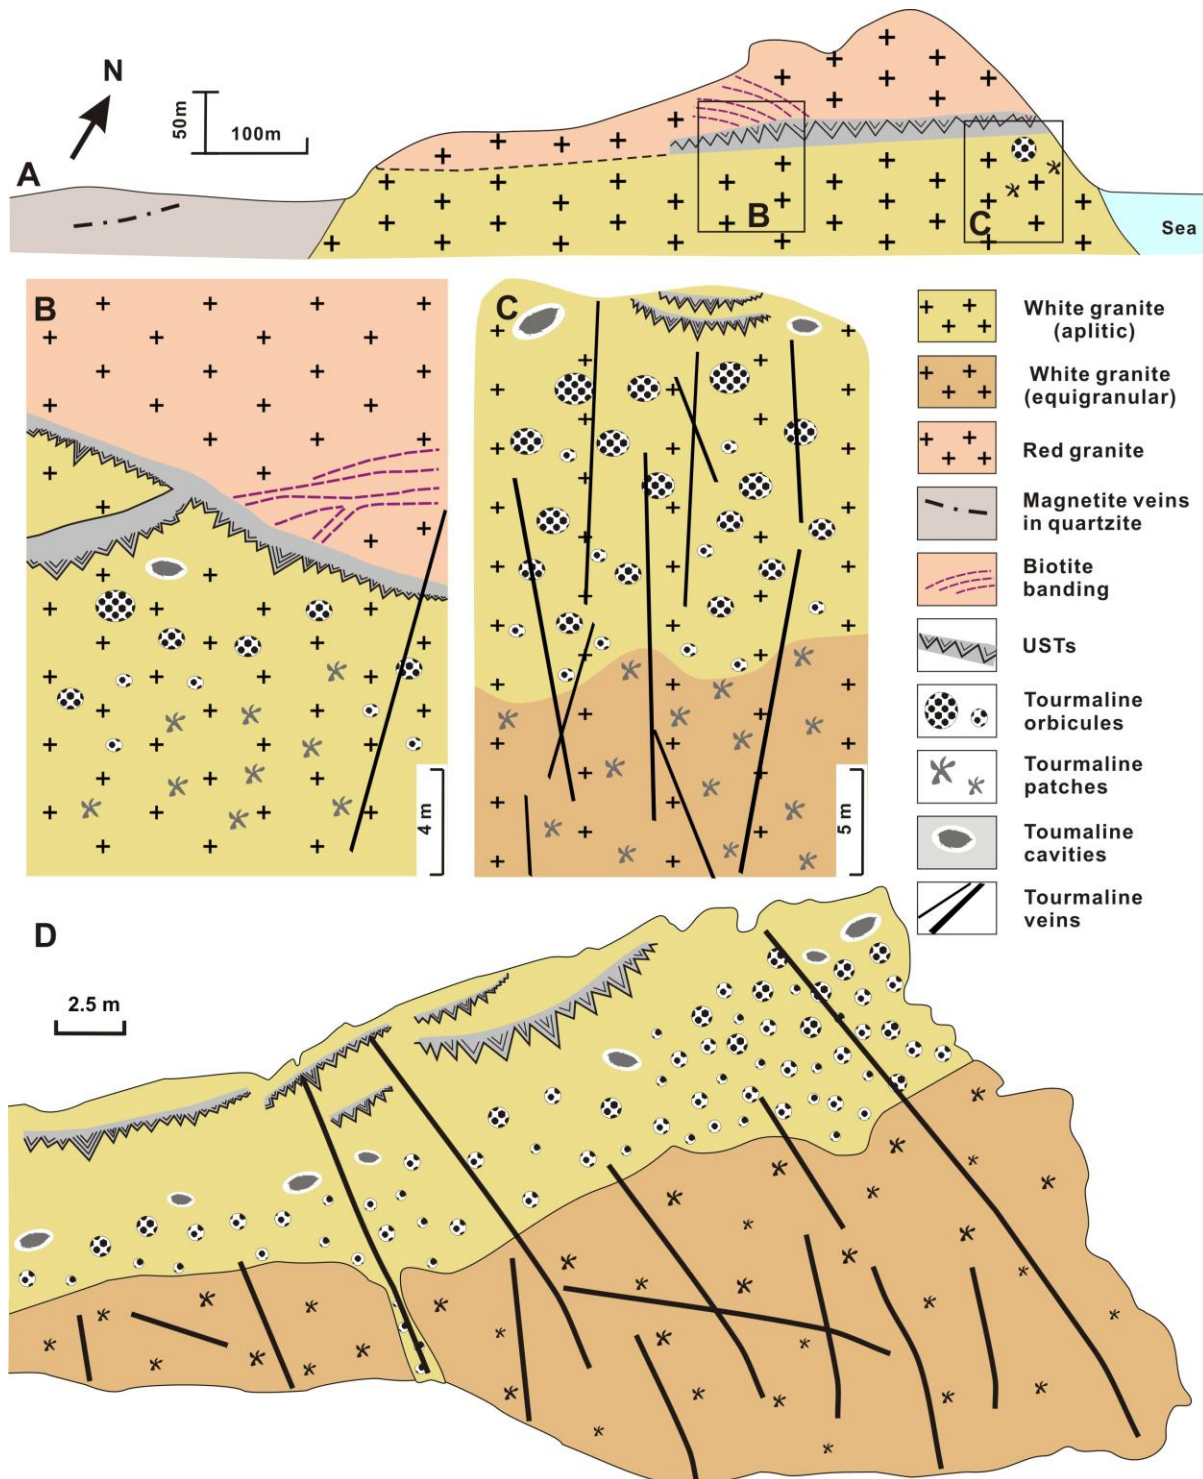 N
50m
100m
A
B
C
Sea
B
C
4 m
5 m
White granite
(aplitic)
White granite
(equigranular)
Red granite
Magnetite veins
in quartzite
Biotite
banding
USTs
Tourmaline
orbicules
Tourmaline
patches
Toumaline
cavities
Tourmaline
veins
D
2.5 m